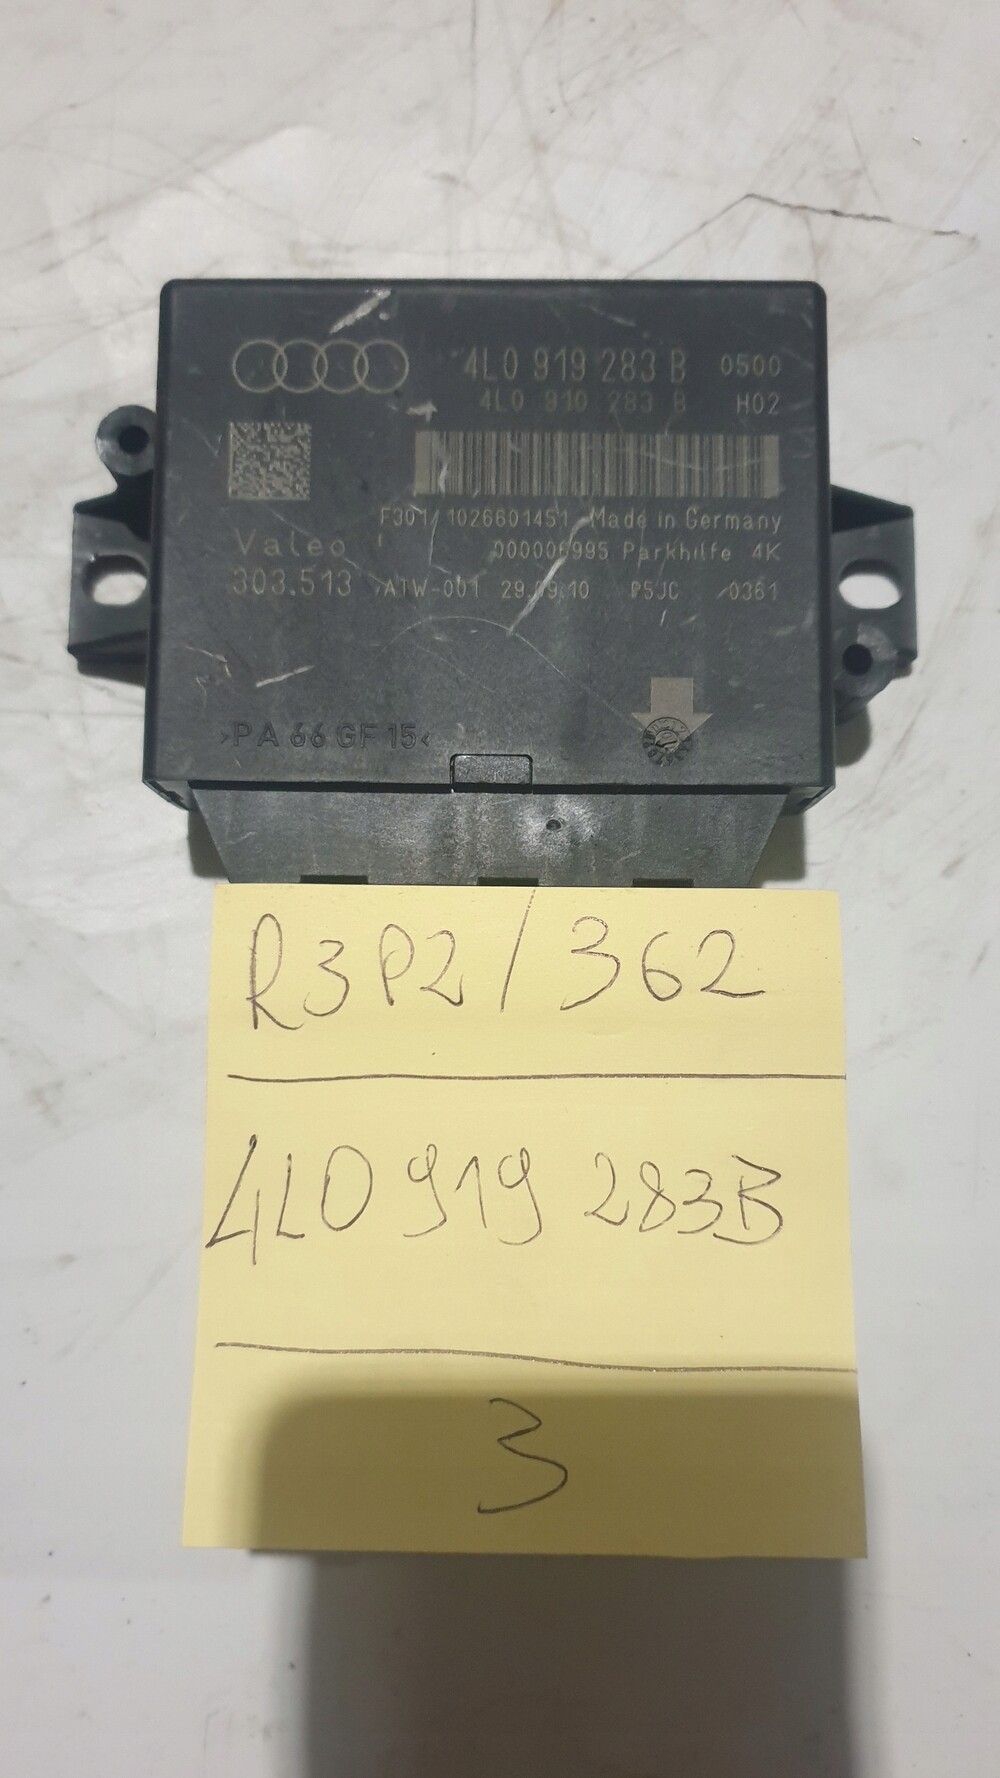 4L0 919 283 B 0500
4L0 910 283 B H02
F301/1026601451 Made in Germany
Valeo 000006995 Parkhilfe 4K
303.513 ATW-001 29.09.10 P5JC 0361
>PA 66 GF 15<
R3P2/362
4L0 919 283B
3